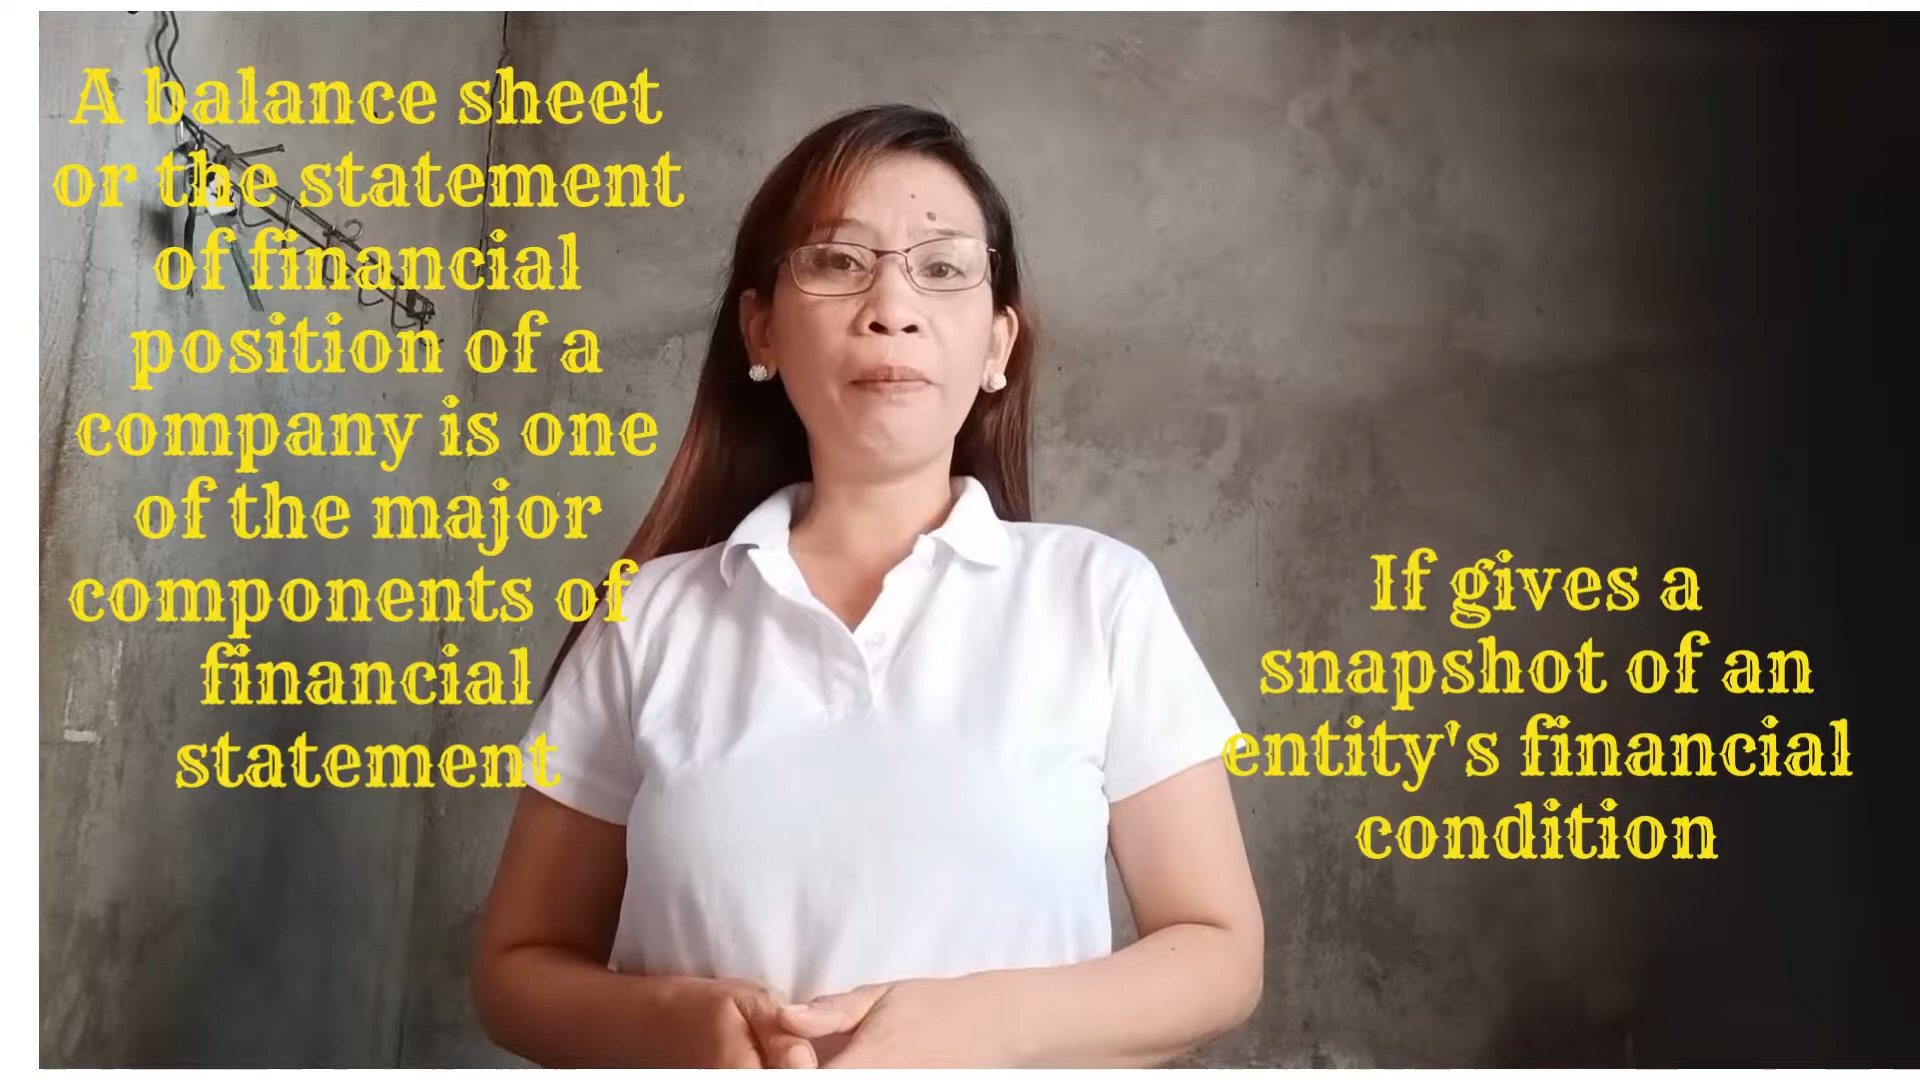 A balance sheet
or the statement
of financial
position of a
company is one
of the major
components of
financial
statement
If gives a
snapshot of an
entity's financial
condition